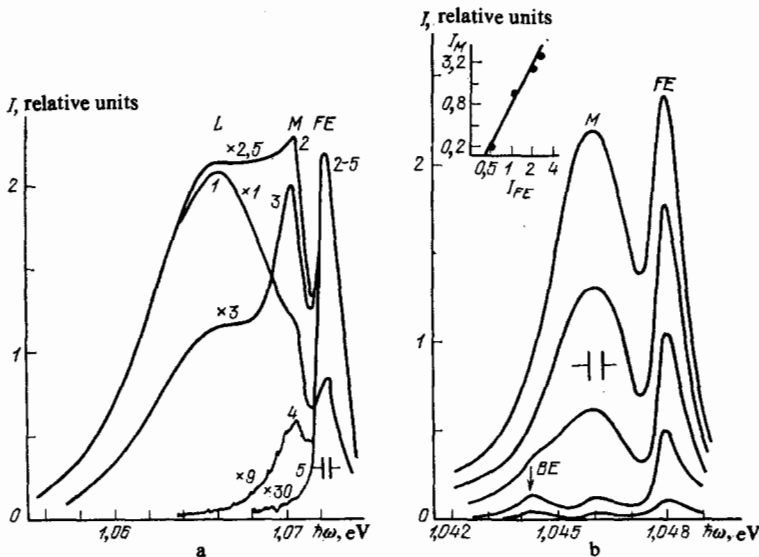 I, relative units
L M FE
×2,5 2 2-5
2
1 ×1 3
×3
1
4
×9 5
×30
0
1,06 1,07 ħω, eV
a
I, relative units
I_M
3,2
0,8
0,2
0,5 1 2 4
I_FE
M FE
2
1
BE
0
1,042 1,045 1,048 ħω, eV
b